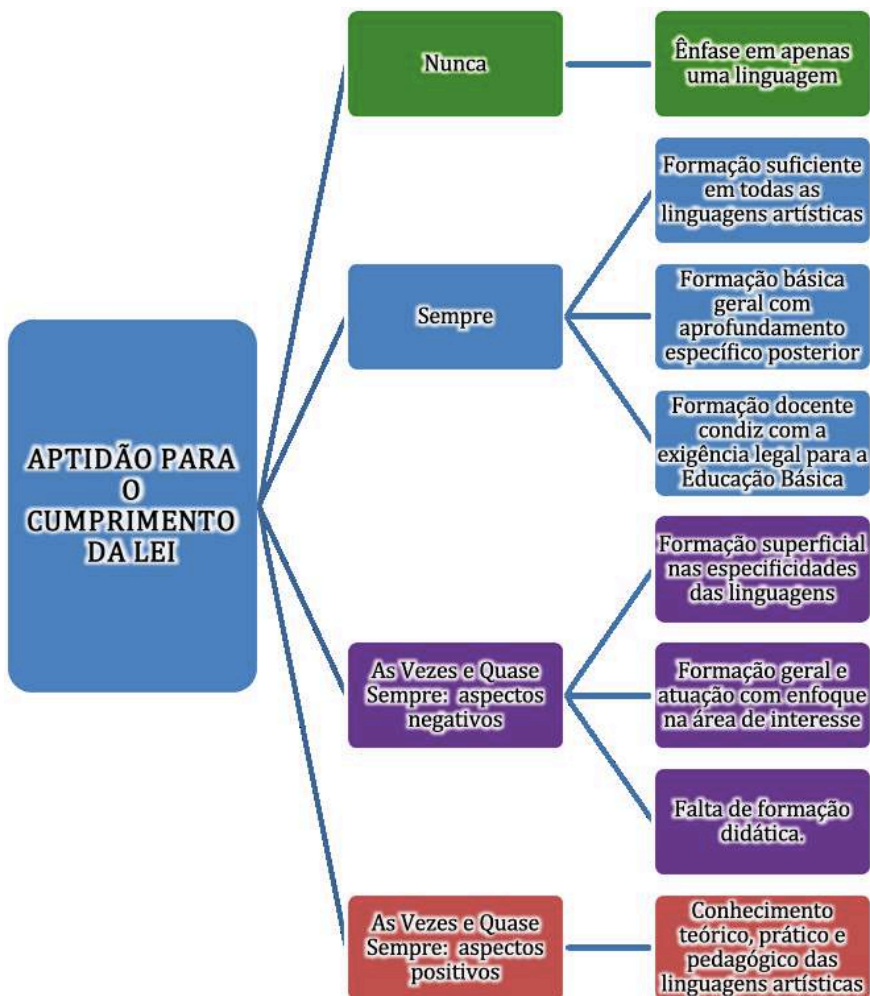 Nunca
Ênfase em apenas
uma linguagem
Formação suficiente
em todas as
linguagens artísticas
Sempre
Formação básica
geral com
aprofundamento
específico posterior
Formação docente
condiz com a
exigência legal para a
Educação Básica
APTIDÃO PARA
O
CUMPRIMENTO
DA LEI
Formação superficial
nas especificidades
das linguagens
As Vezes e Quase
Sempre: aspectos
negativos
Formação geral e
atuação com enfoque
na área de interesse
Falta de formação
didática.
As Vezes e Quase
Sempre: aspectos
positivos
Conhecimento
teórico, prático e
pedagógico das
linguagens artísticas